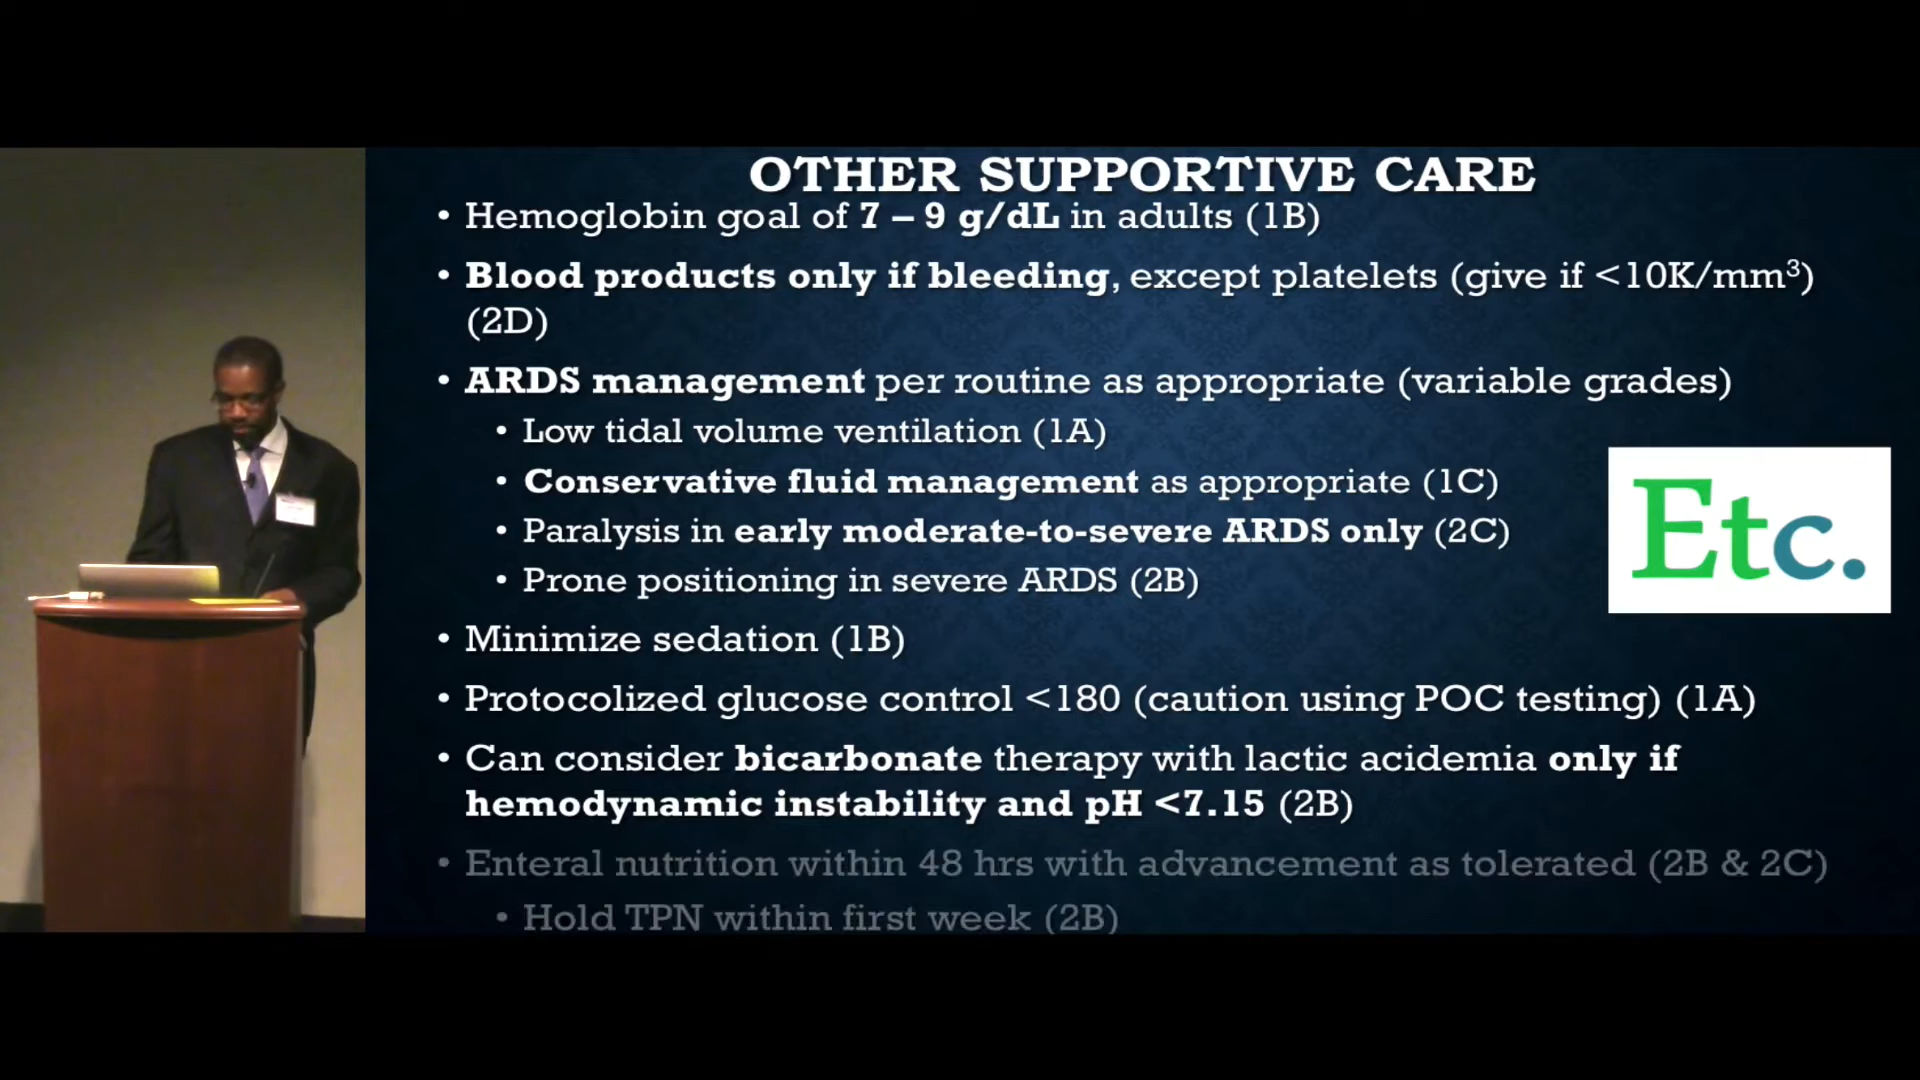 OTHER SUPPORTIVE CARE
• Hemoglobin goal of 7 – 9 g/dL in adults (1B)
• Blood products only if bleeding, except platelets (give if <10K/mm³)
(2D)
• ARDS management per routine as appropriate (variable grades)
• Low tidal volume ventilation (1A)
• Conservative fluid management as appropriate (1C)
• Paralysis in early moderate-to-severe ARDS only (2C)
• Prone positioning in severe ARDS (2B)
Etc.
• Minimize sedation (1B)
• Protocolized glucose control <180 (caution using POC testing) (1A)
• Can consider bicarbonate therapy with lactic acidemia only if
hemodynamic instability and pH <7.15 (2B)
• Enteral nutrition within 48 hrs with advancement as tolerated (2B & 2C)
• Hold TPN within first week (2B)